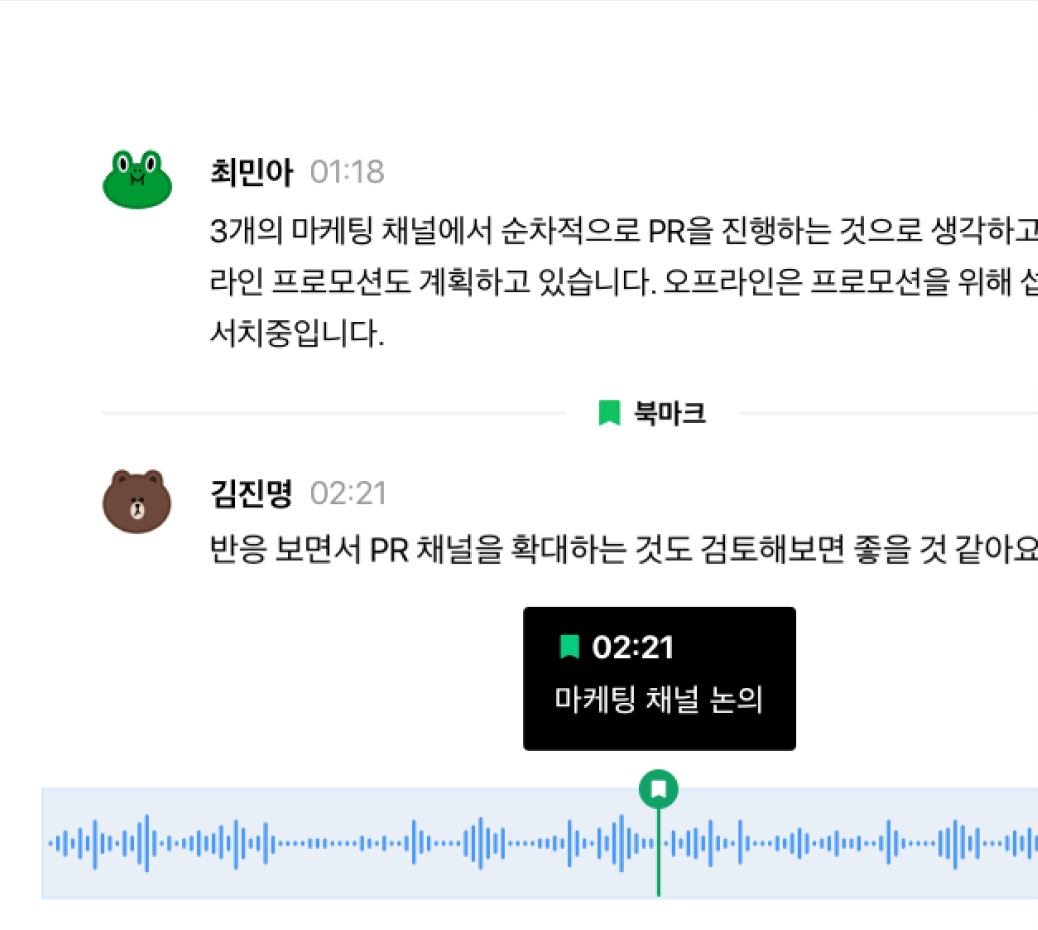 최민아 01:18
3개의 마케팅 채널에서 순차적으로 PR을 진행하는 것으로 생각하고
라인 프로모션도 계획하고 있습니다. 오프라인은 프로모션을 위해 섭
서치중입니다.
북마크
김진명 02:21
반응 보면서 PR 채널을 확대하는 것도 검토해보면 좋을 것 같아요
02:21
마케팅 채널 논의